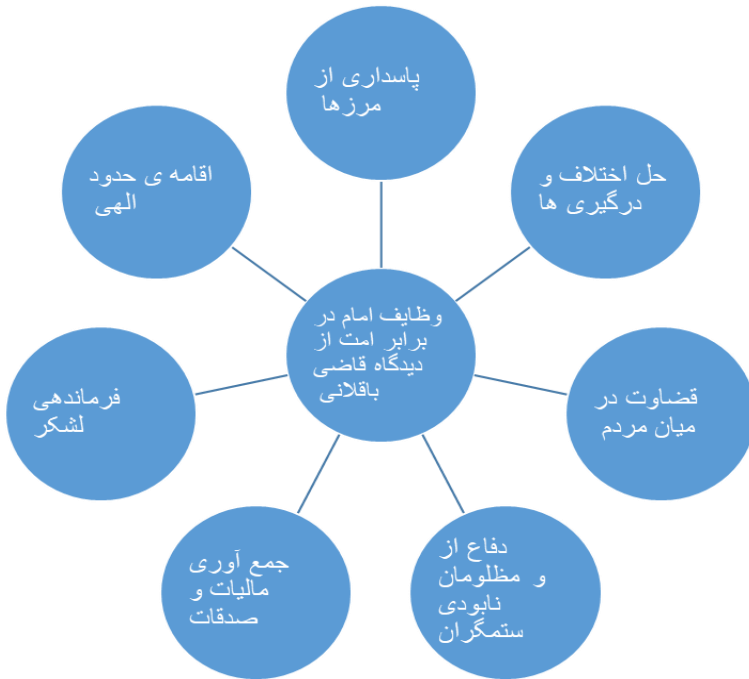 پاسداری از
مرزها
حل اختلاف و
درگیری ها
قضاوت در
میان مردم
دفاع از
مظلومان و
نابودی
ستمگران
جمع آوری
مالیات و
صدقات
فرماندهی
لشکر
اقامه ی حدود
الهی
وظایف امام در
برابر امت از
دیدگاه قاضی
باقلانی